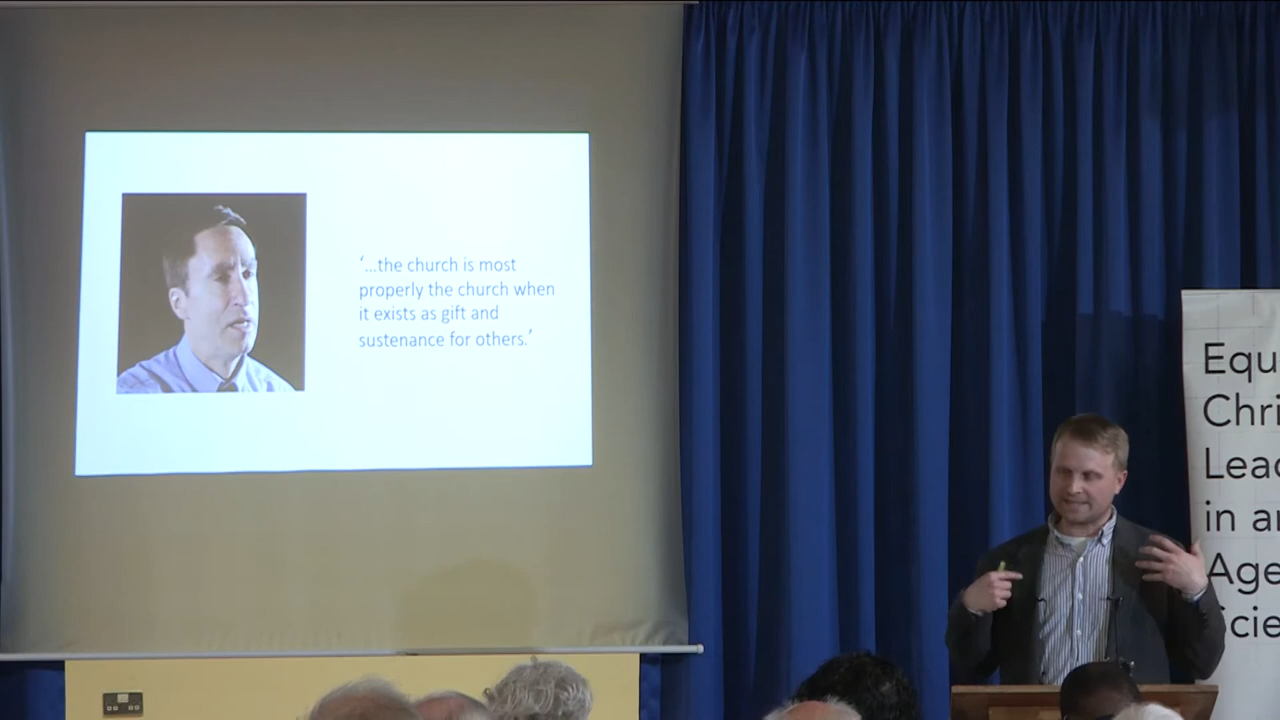 ‘...the church is most
properly the church when
it exists as gift and
sustenance for others.’
Equ
Chri
Lea
in a
Age
Scie